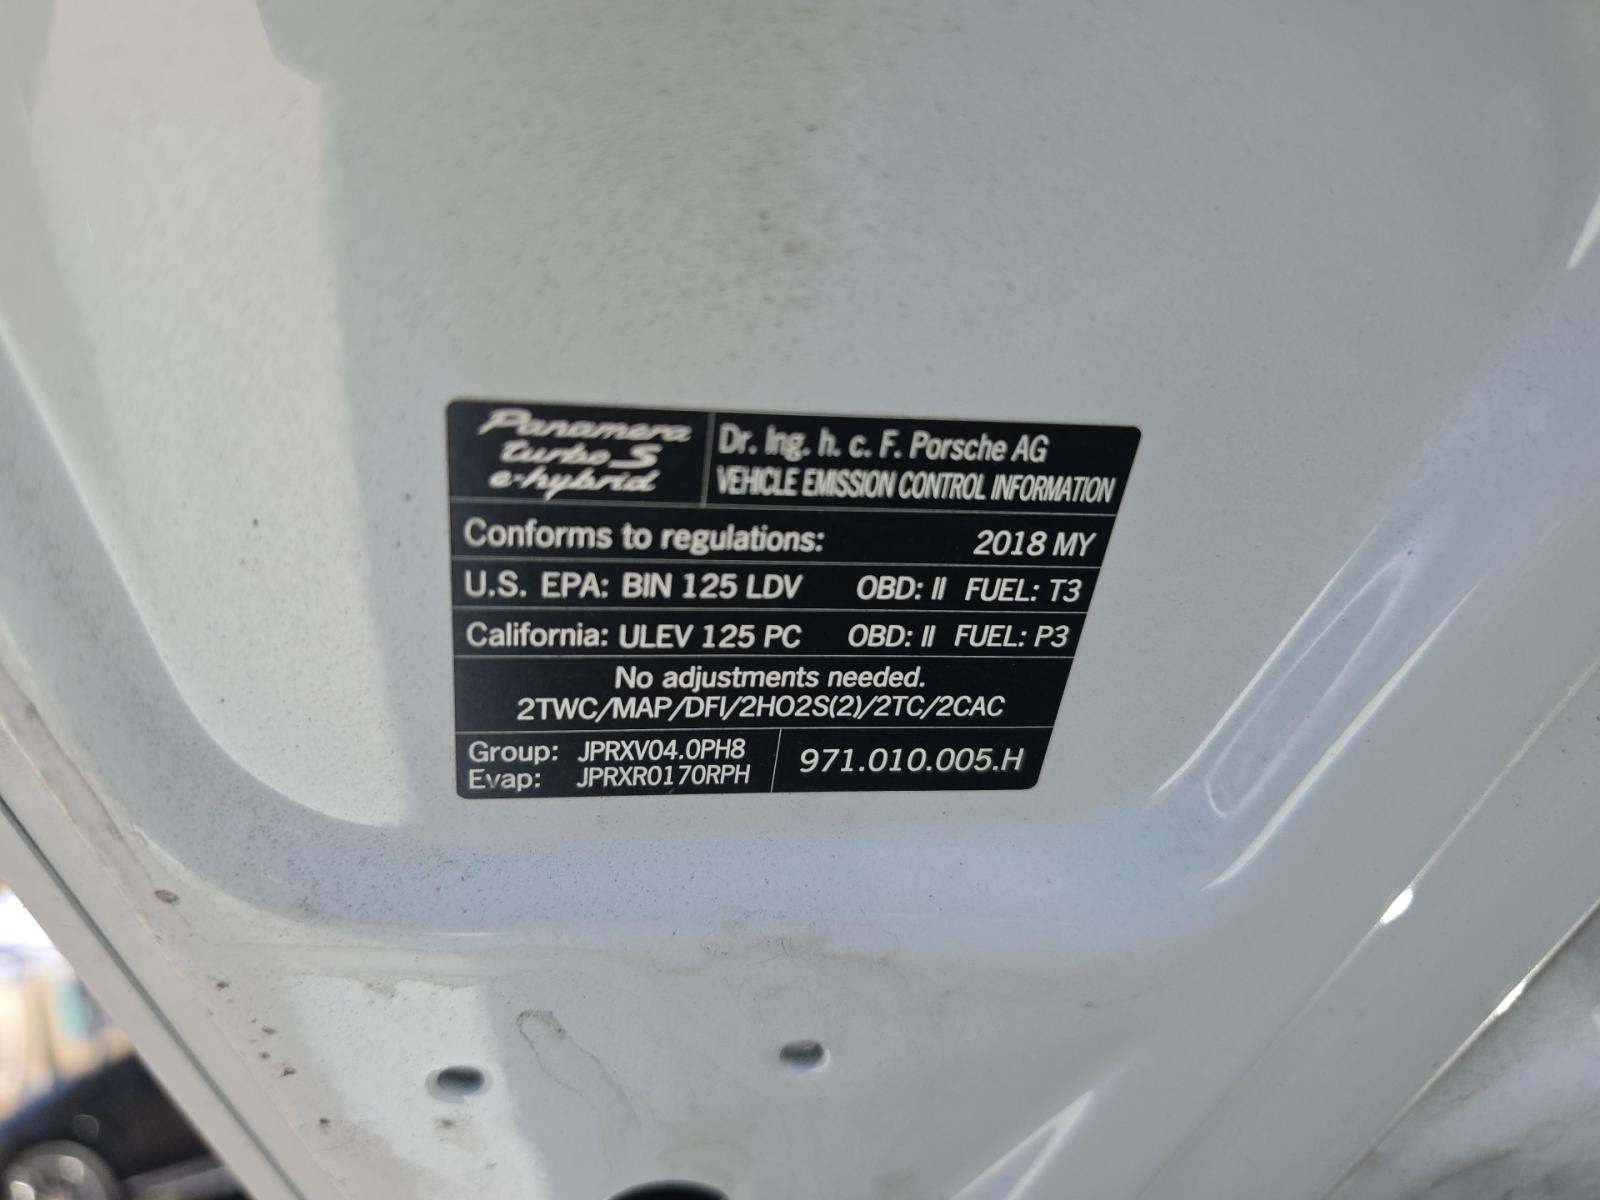 Panamera
turbo S
e-hybrid
Dr. Ing. h. c. F. Porsche AG
VEHICLE EMISSION CONTROL INFORMATION
Conforms to regulations: 2018 MY
U.S. EPA: BIN 125 LDV OBD: II FUEL: T3
California: ULEV 125 PC OBD: II FUEL: P3
No adjustments needed.
2TWC/MAP/DFI/2HO2S(2)/2TC/2CAC
Group: JPRXV04.0PH8
Evap: JPRXR0170RPH
971.010.005.H